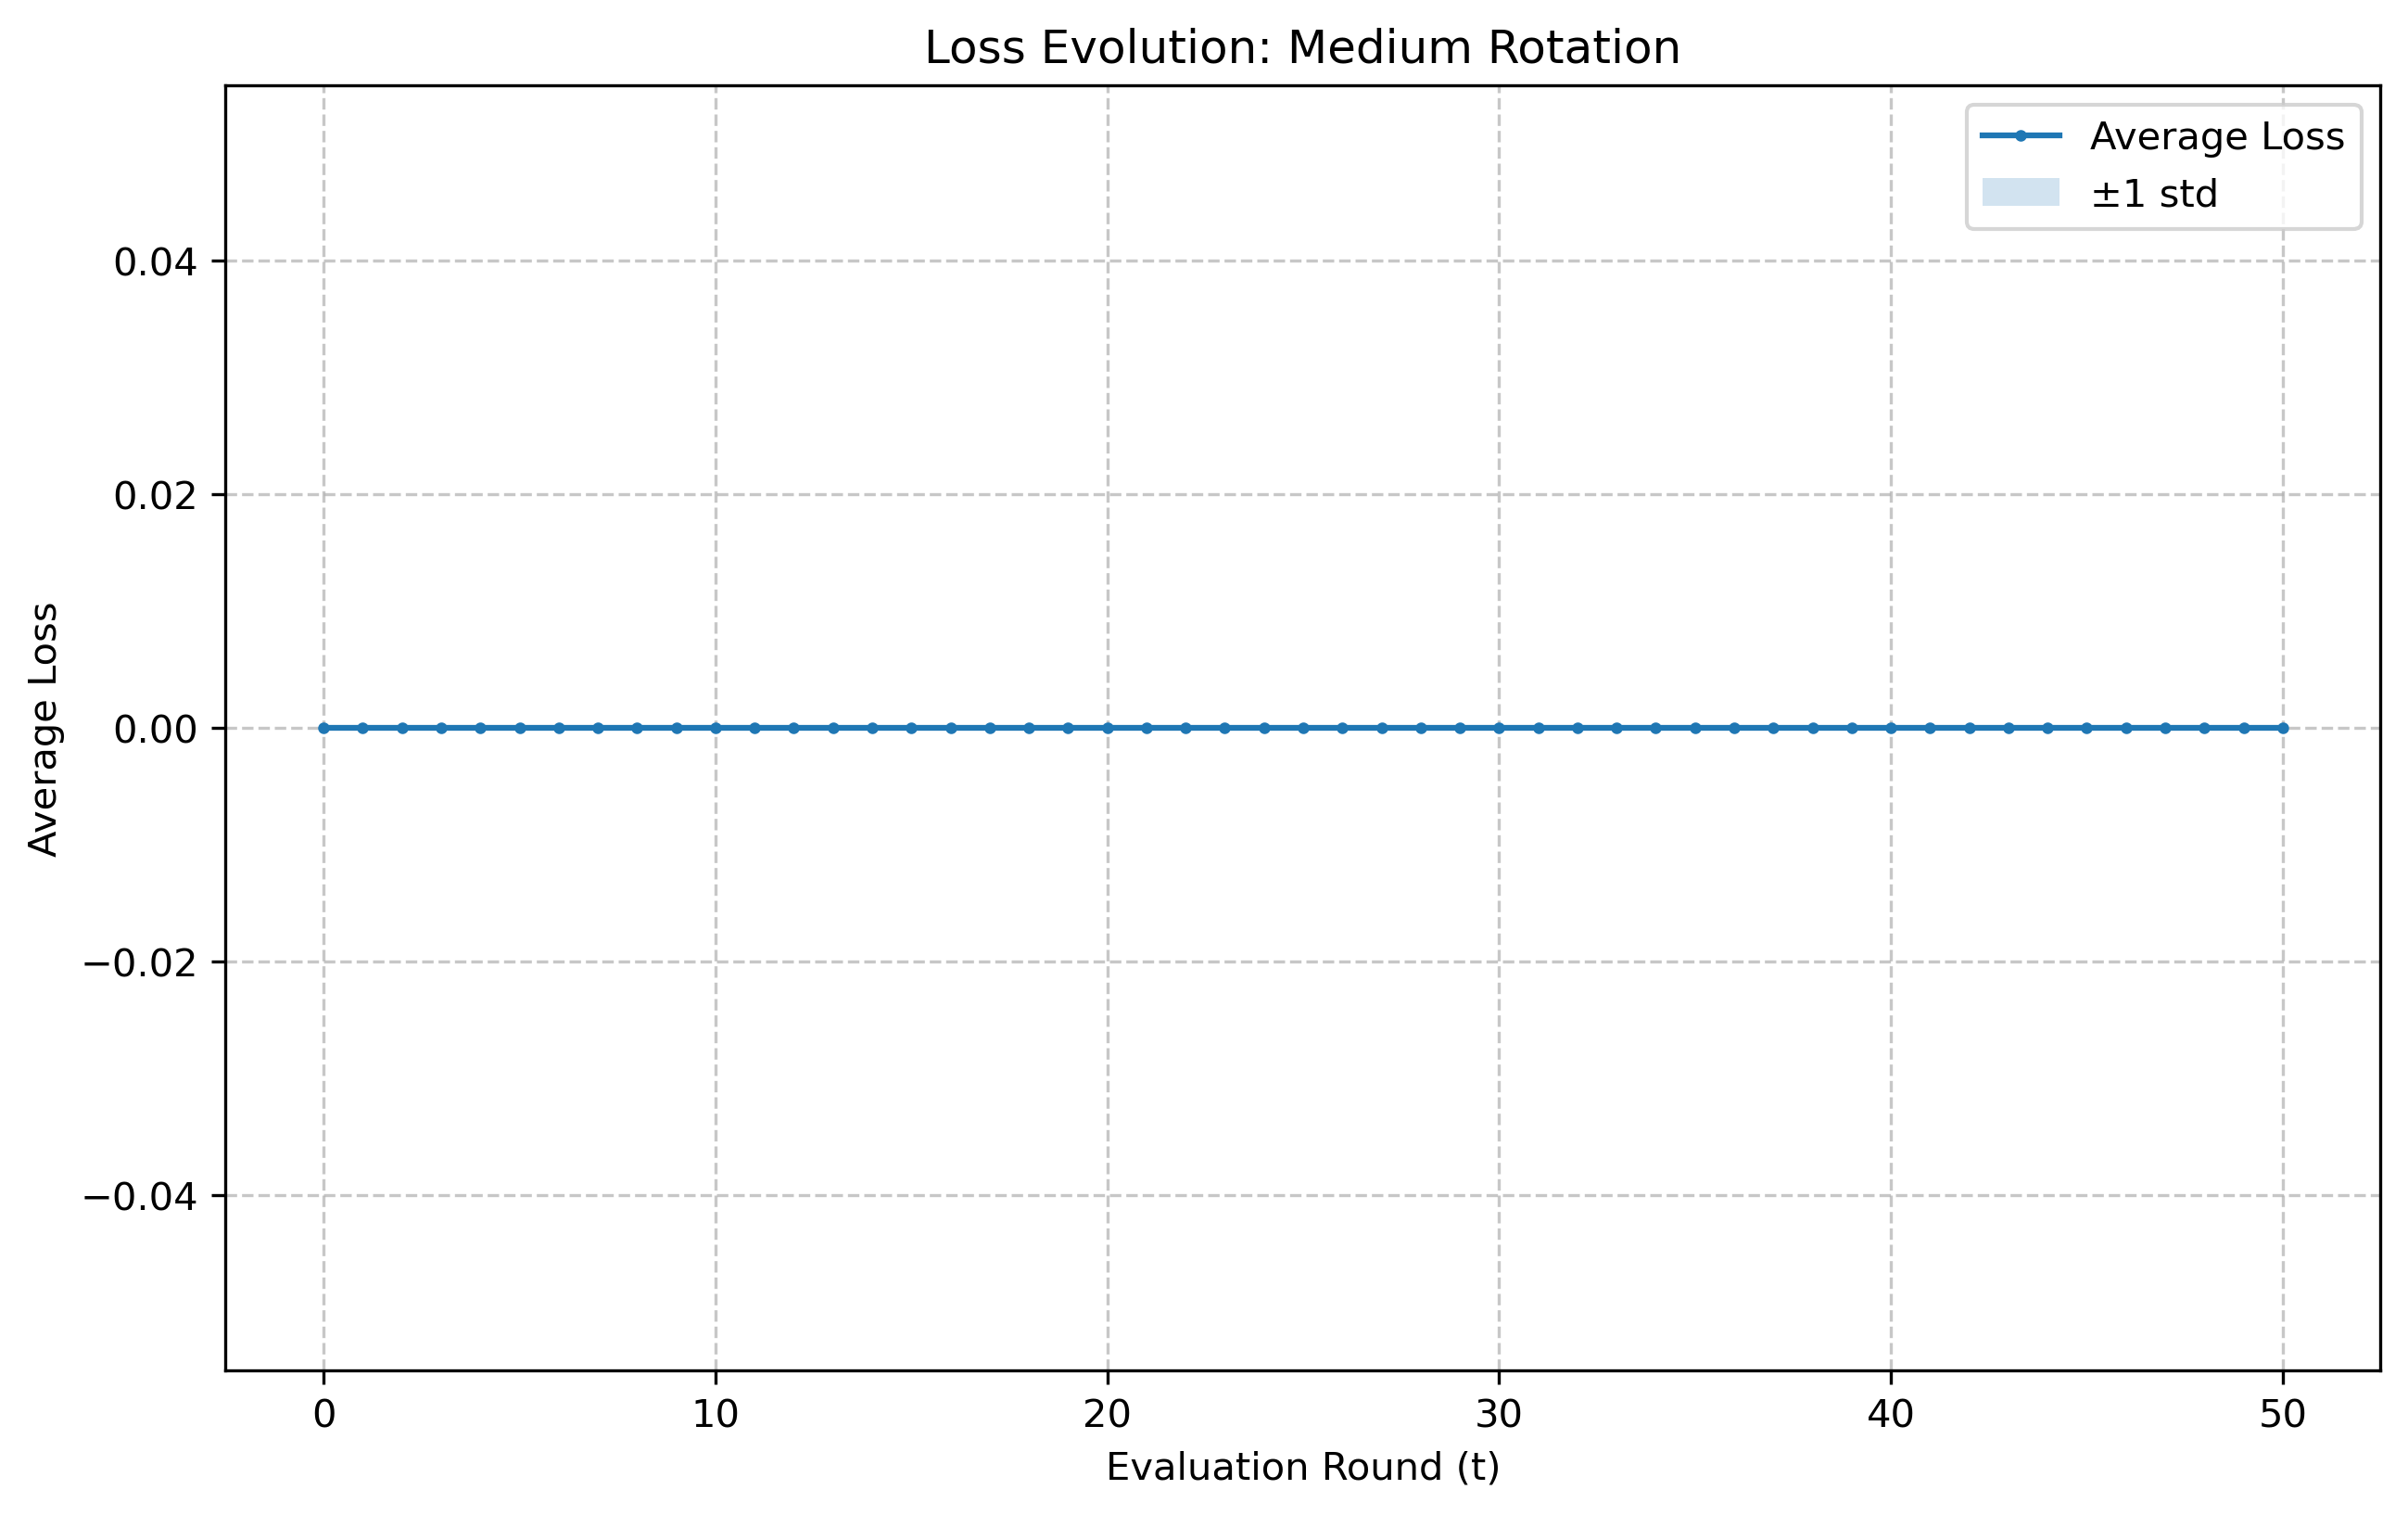 Loss Evolution: Medium Rotation
Average Loss
±1 std
Average Loss
0.04
0.02
0.00
−0.02
−0.04
0 10 20 30 40 50
Evaluation Round (t)